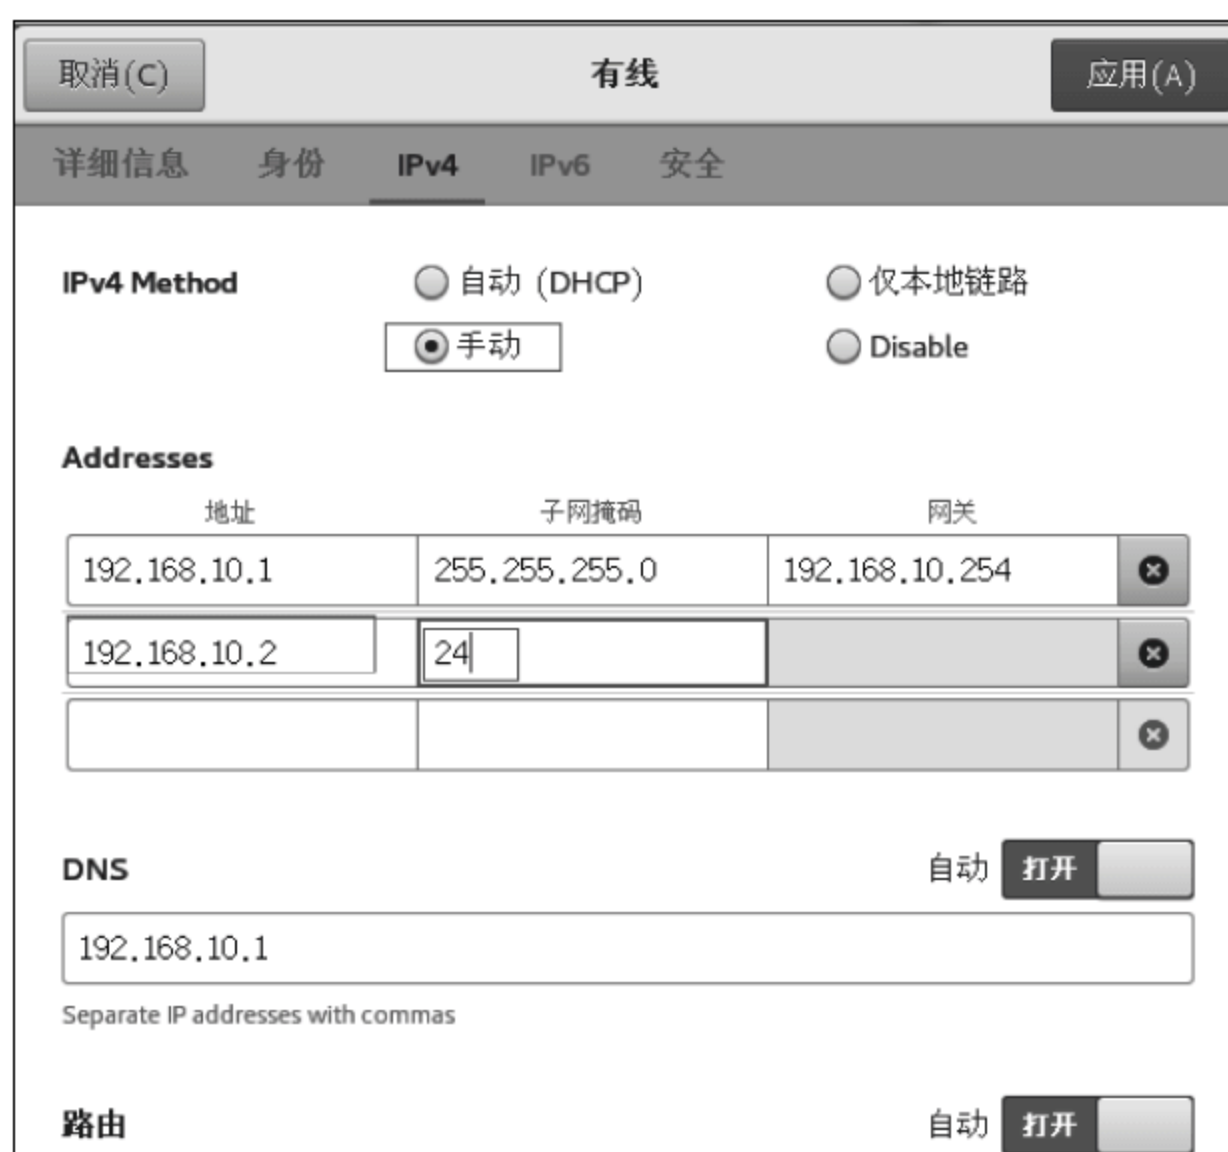 取消(C) 有线 应用(A)
详细信息 身份 IPv4 IPv6 安全
IPv4 Method 自动 (DHCP) 仅本地链路
手动 Disable
Addresses
地址 子网掩码 网关
192.168.10.1 255.255.255.0 192.168.10.254
192.168.10.2 24
DNS 自动 打开
192.168.10.1
Separate IP addresses with commas
路由 自动 打开